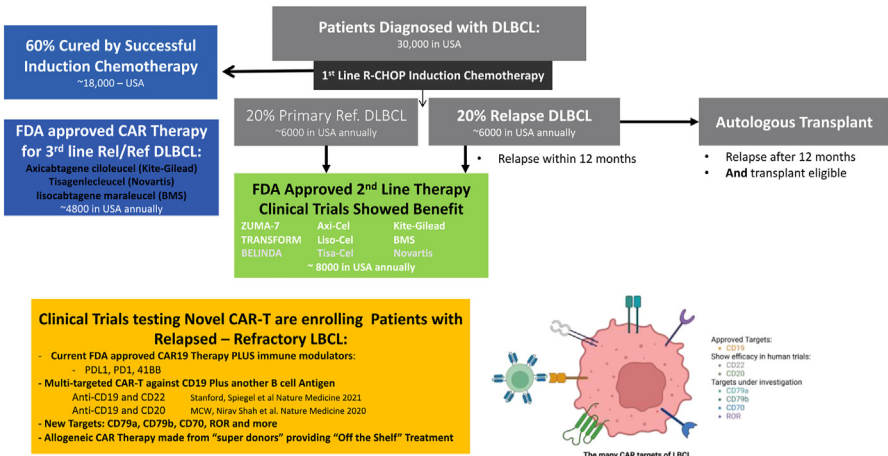 Patients Diagnosed with DLBCL:
30,000 in USA
1st Line R-CHOP Induction Chemotherapy
60% Cured by Successful
Induction Chemotherapy
~18,000 – USA
20% Primary Ref. DLBCL
~6000 in USA annually
20% Relapse DLBCL
~6000 in USA annually
• Relapse within 12 months
Autologous Transplant
• Relapse after 12 months
• And transplant eligible
FDA approved CAR Therapy
for 3rd line Rel/Ref DLBCL:
Axicabtagene ciloleucel (Kite-Gilead)
Tisagenlecleucel (Novartis)
lisocabtagene maraleucel (BMS)
~4800 in USA annually
FDA Approved 2nd Line Therapy
Clinical Trials Showed Benefit
ZUMA-7 Axi-Cel Kite-Gilead
TRANSFORM Liso-Cel BMS
BELINDA Tisa-Cel Novartis
~ 8000 in USA annually
Clinical Trials testing Novel CAR-T are enrolling Patients with
Relapsed – Refractory LBCL:
- Current FDA approved CAR19 Therapy PLUS immune modulators:
- PDL1, PD1, 41BB
- Multi-targeted CAR-T against CD19 Plus another B cell Antigen
Anti-CD19 and CD22 Stanford, Spiegel et al Nature Medicine 2021
Anti-CD19 and CD20 MCW, Nirav Shah et al. Nature Medicine 2020
- New Targets: CD79a, CD79b, CD70, ROR and more
- Allogeneic CAR Therapy made from “super donors” providing “Off the Shelf” Treatment
Approved Targets:
• CD19
Show efficacy in human trials:
• CD22
• CD20
Targets under investigation
• CD79a
• CD79b
• CD70
• ROR
The many CAR targets of LBCL